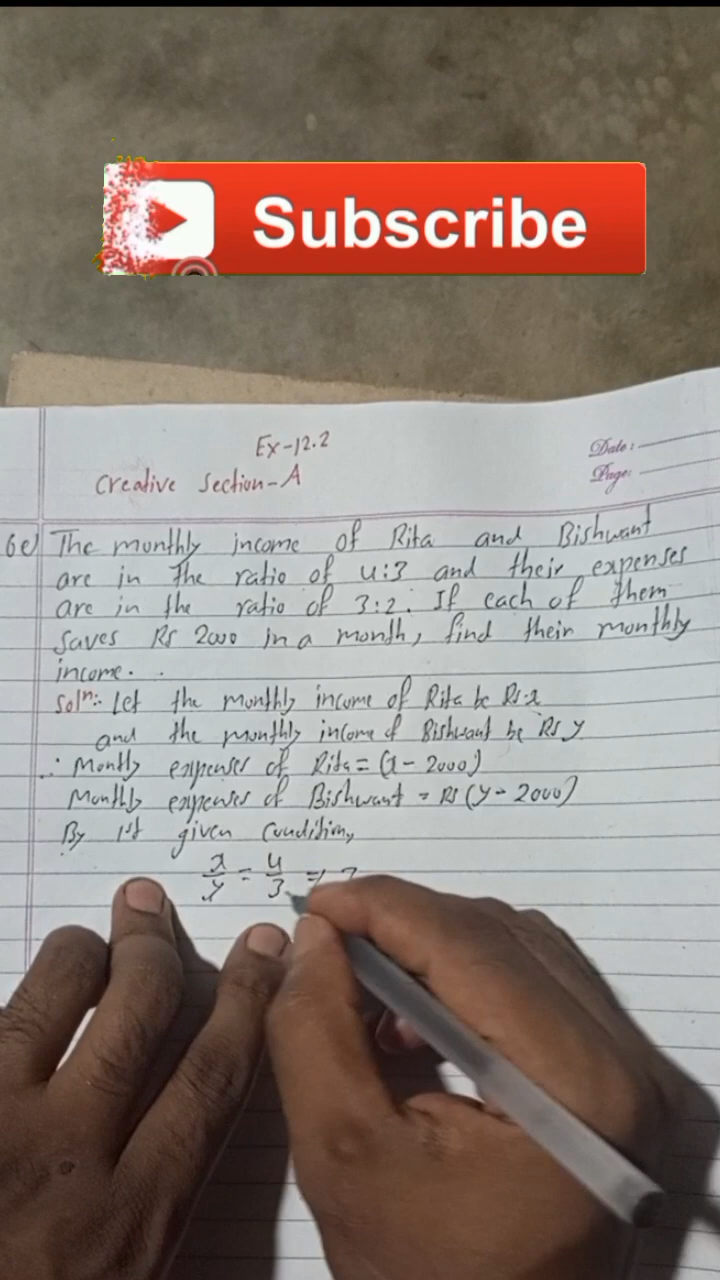 Subscribe
Ex-12.2
Date:
Creative Section-A
Page:
6e) The monthly income of Rita and Bishwant
are in the ratio of 4:3 and their expenses
are in the ratio of 3:2. If each of them
saves Rs 2000 in a month, find their monthly
income.
Solⁿ:- Let the monthly income of Rita be Rs.x
and the monthly income of Bishwant be Rs y
∴ Montly expenses of Rita = (x - 2000)
Monthly expenses of Bishwant = Rs (y - 2000)
By 1st given condition,
x/y = 4/3 ⇒ 3